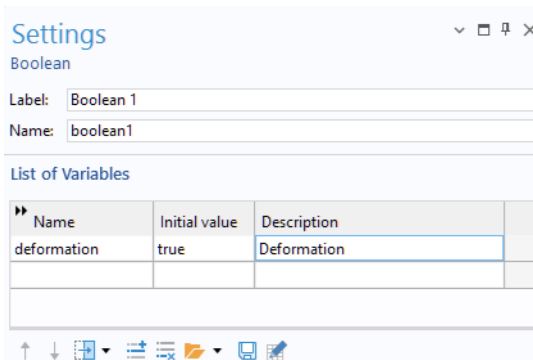 Settings
Boolean
Label: Boolean 1
Name: boolean1
List of Variables
Name Initial value Description
deformation true Deformation